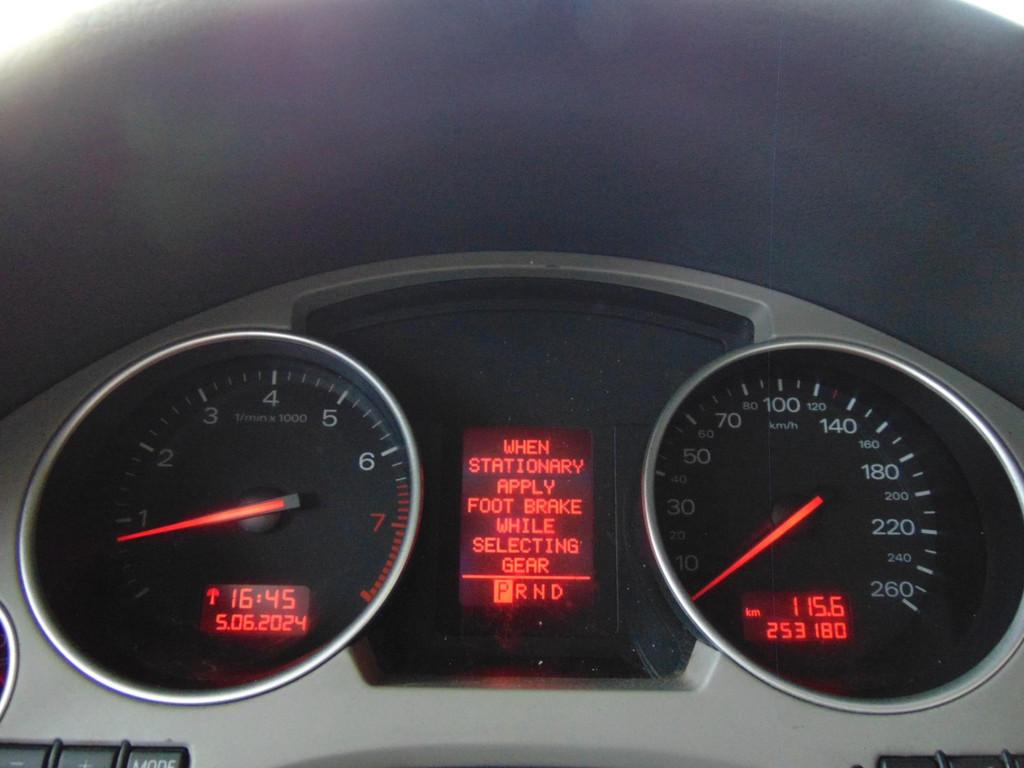 1
2
3
4
5
6
7
1/min x 1000
16:45
5.06.2024
WHEN
STATIONARY
APPLY
FOOT BRAKE
WHILE
SELECTING
GEAR
PRND
10
20
30
40
50
60
70
80
100
120
140
160
180
200
220
240
260
km/h
km 115.6
253180
- + MODE